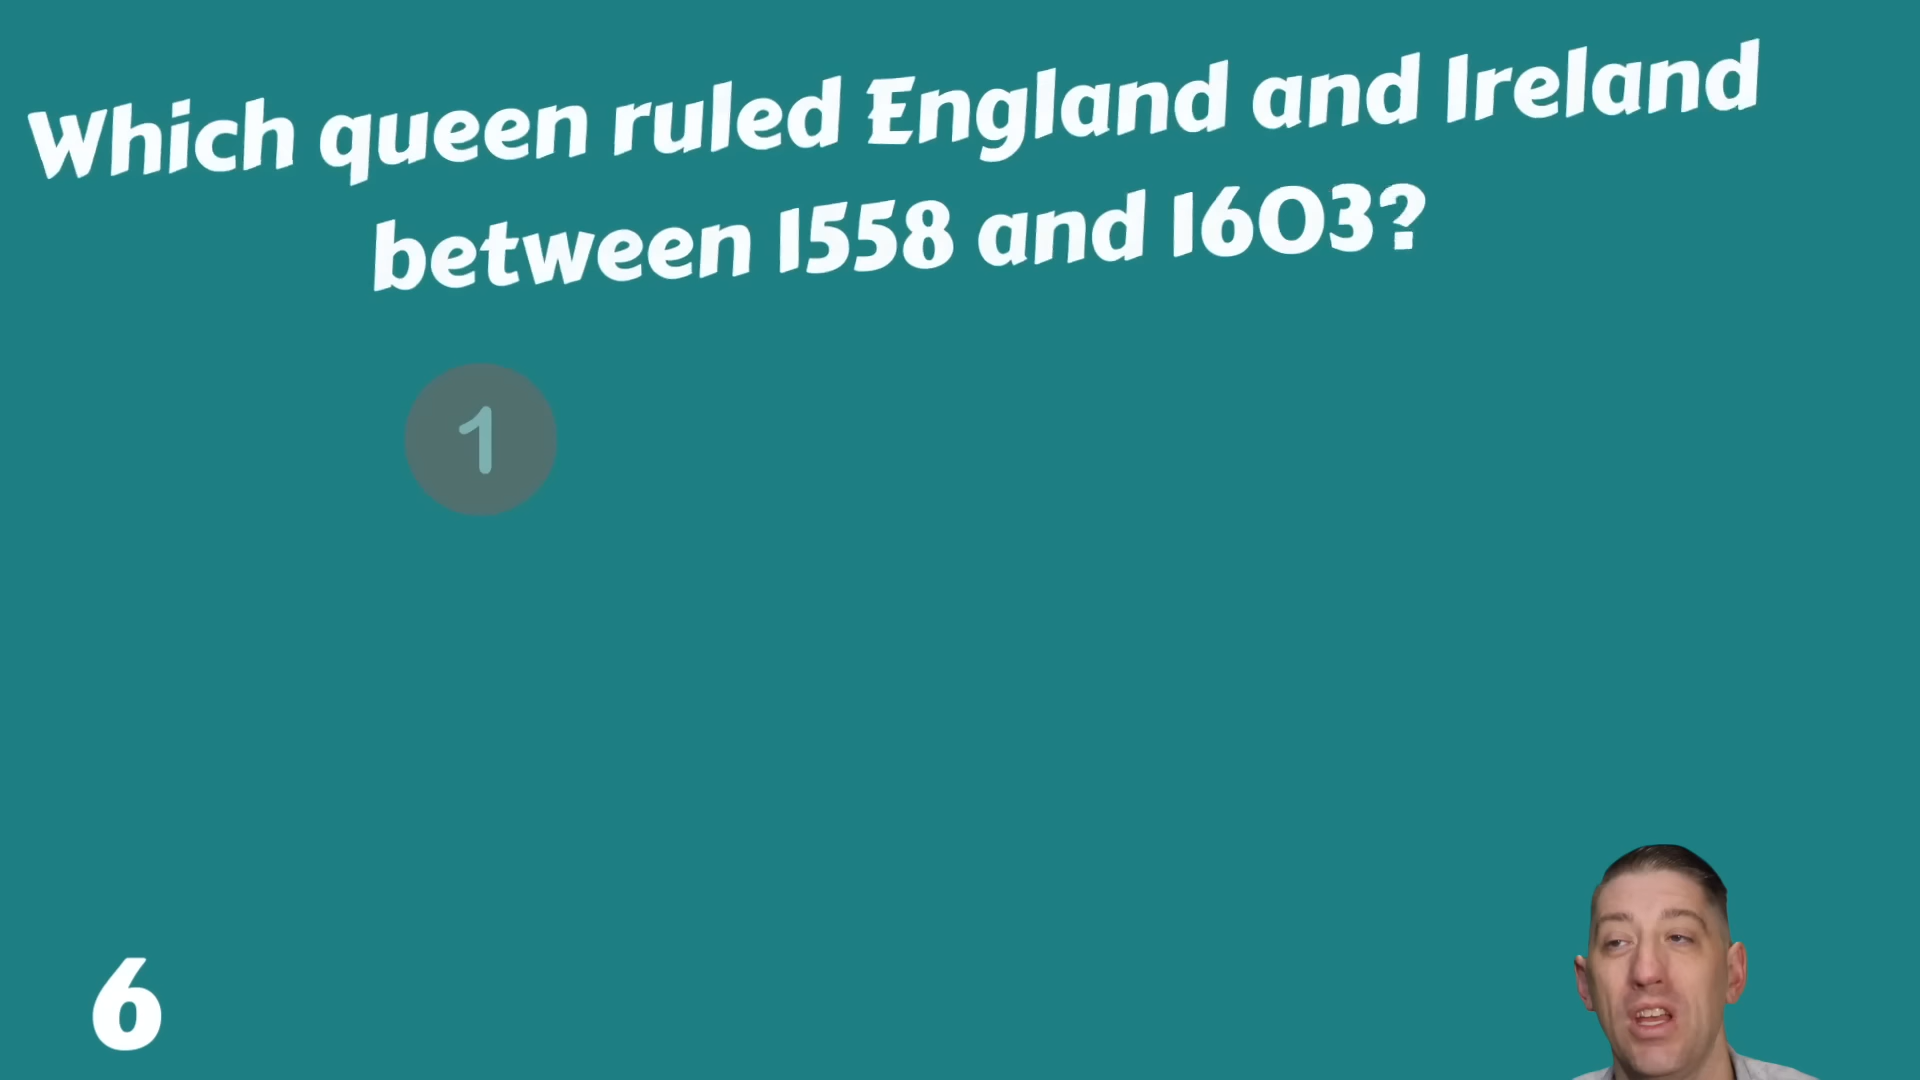 Which queen ruled England and Ireland
between 1558 and 1603?
1
6